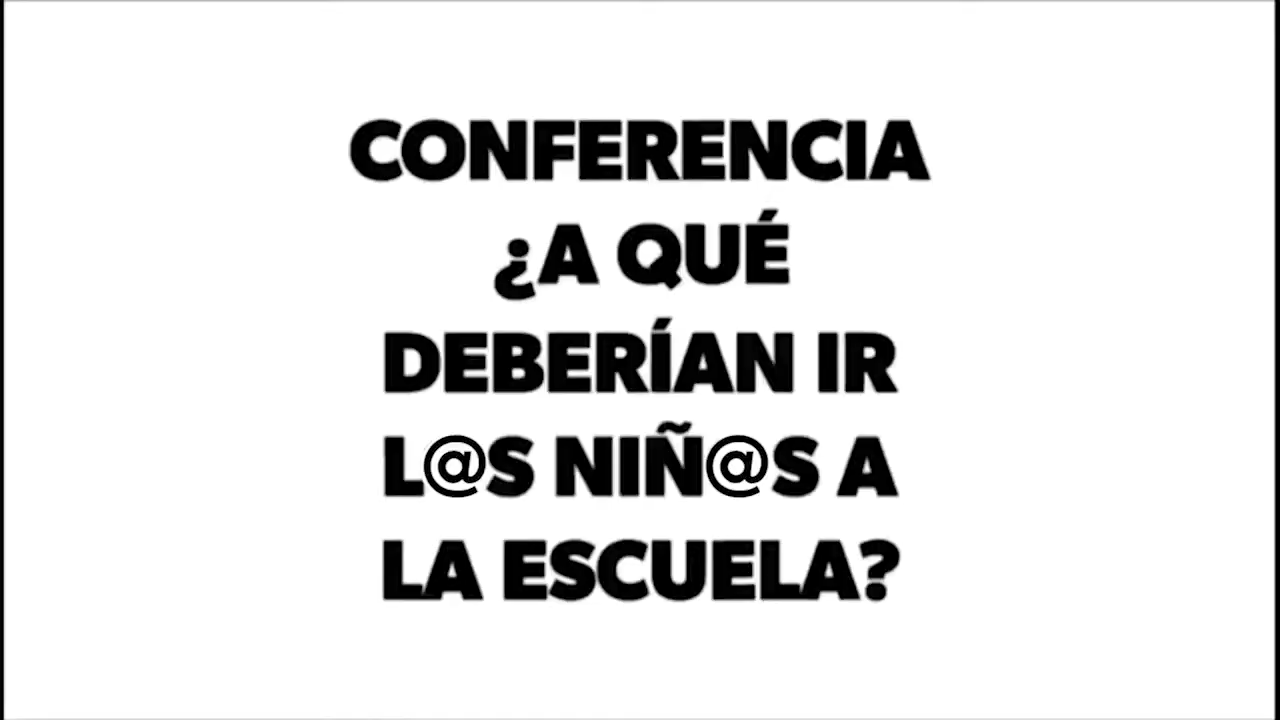 CONFERENCIA
¿A QUÉ
DEBERÍAN IR
L@S NIÑ@S A
LA ESCUELA?